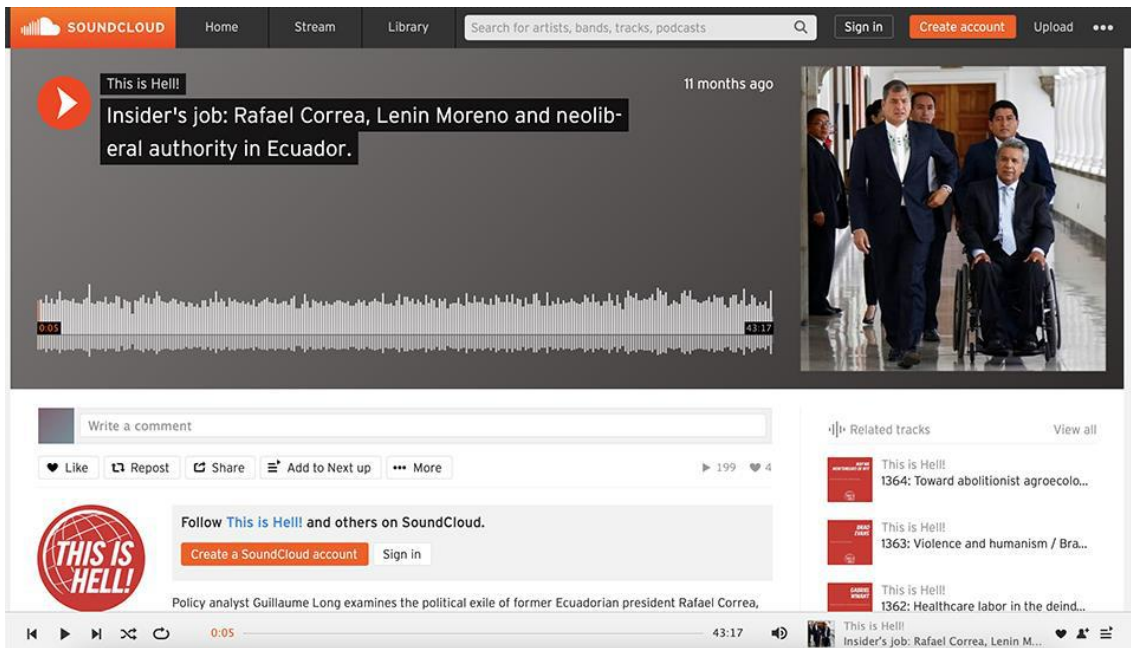 SOUNDCLOUD Home Stream Library Search for artists, bands, tracks, podcasts Sign in Create account Upload
This is Hell!
11 months ago
Insider's job: Rafael Correa, Lenin Moreno and neolib-
eral authority in Ecuador.
0:05 43:17
Write a comment
Like Repost Share Add to Next up More 199 4
THIS IS
HELL!
Follow This is Hell! and others on SoundCloud.
Create a SoundCloud account Sign in
Policy analyst Guillaume Long examines the political exile of former Ecuadorian president Rafael Correa,
Related tracks View all
This is Hell!
1364: Toward abolitionist agroecolo...
This is Hell!
1363: Violence and humanism / Bra...
This is Hell!
1362: Healthcare labor in the deind...
0:05 43:17
This is Hell!
Insider's job: Rafael Correa, Lenin M...